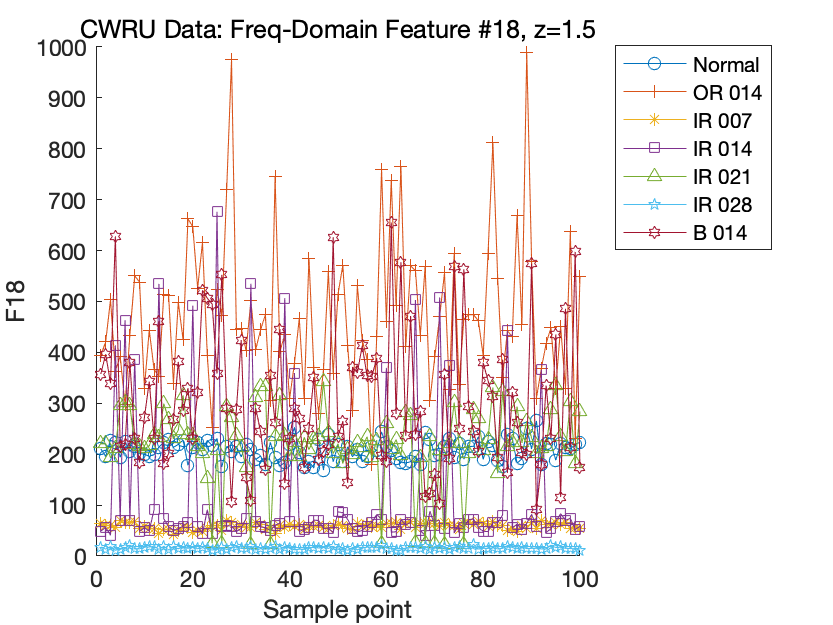 CWRU Data: Freq-Domain Feature #18, z=1.5
1000
900
800
700
600
500
400
300
200
100
0
F18
0 20 40 60 80 100
Sample point
Normal
OR 014
IR 007
IR 014
IR 021
IR 028
B 014